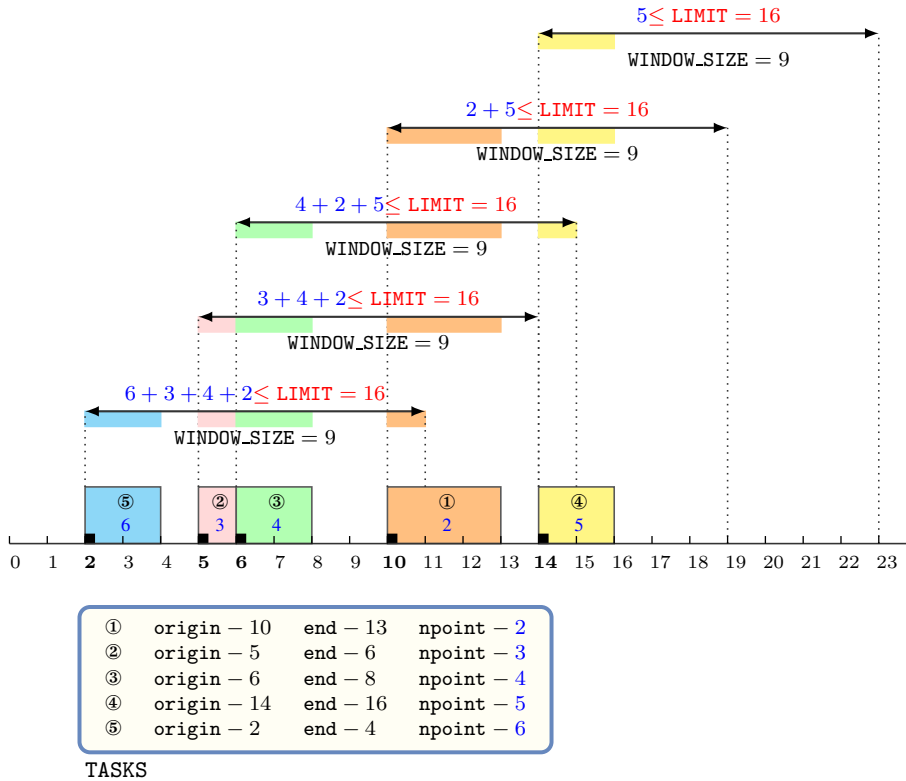 5≤ LIMIT = 16
WINDOW_SIZE = 9
2 + 5≤ LIMIT = 16
WINDOW_SIZE = 9
4 + 2 + 5≤ LIMIT = 16
WINDOW_SIZE = 9
3 + 4 + 2≤ LIMIT = 16
WINDOW_SIZE = 9
6 + 3 + 4 + 2≤ LIMIT = 16
WINDOW_SIZE = 9
⑤ ② ③ ① ④
6 3 4 2 5
0 1 2 3 4 5 6 7 8 9 10 11 12 13 14 15 16 17 18 19 20 21 22 23
① origin − 10 end − 13 npoint − 2
② origin − 5 end − 6 npoint − 3
③ origin − 6 end − 8 npoint − 4
④ origin − 14 end − 16 npoint − 5
⑤ origin − 2 end − 4 npoint − 6
TASKS